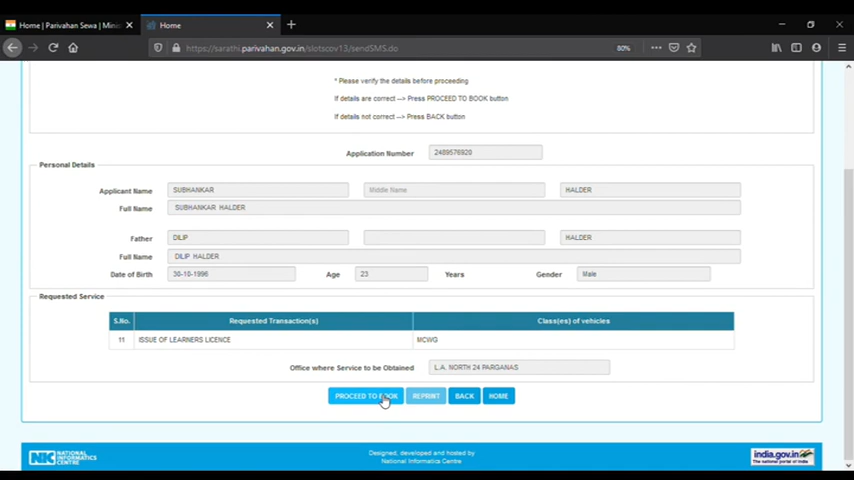 Home | Parivahan Sewa | Minis
Home
https://sarathi.parivahan.gov.in/slotscov13/sendSMS.do
80%
* Please verify the details before proceeding
If details are correct --> Press PROCEED TO BOOK button
If details not correct --> Press BACK button
Application Number 2489576920
Personal Details
Applicant Name SUBHANKAR Middle Name HALDER
Full Name SUBHANKAR HALDER
Father DILIP HALDER
Full Name DILIP HALDER
Date of Birth 30-10-1996 Age 23 Years Gender Male
Requested Service
S.No. Requested Transaction(s) Class(es) of vehicles
11 ISSUE OF LEARNERS LICENCE MCWG
Office where Service to be Obtained L.A. NORTH 24 PARGANAS
PROCEED TO BOOK REPRINT BACK HOME
NIC NATIONAL INFORMATICS CENTRE
Designed, developed and hosted by
National Informatics Centre
india.gov.in
The national portal of India